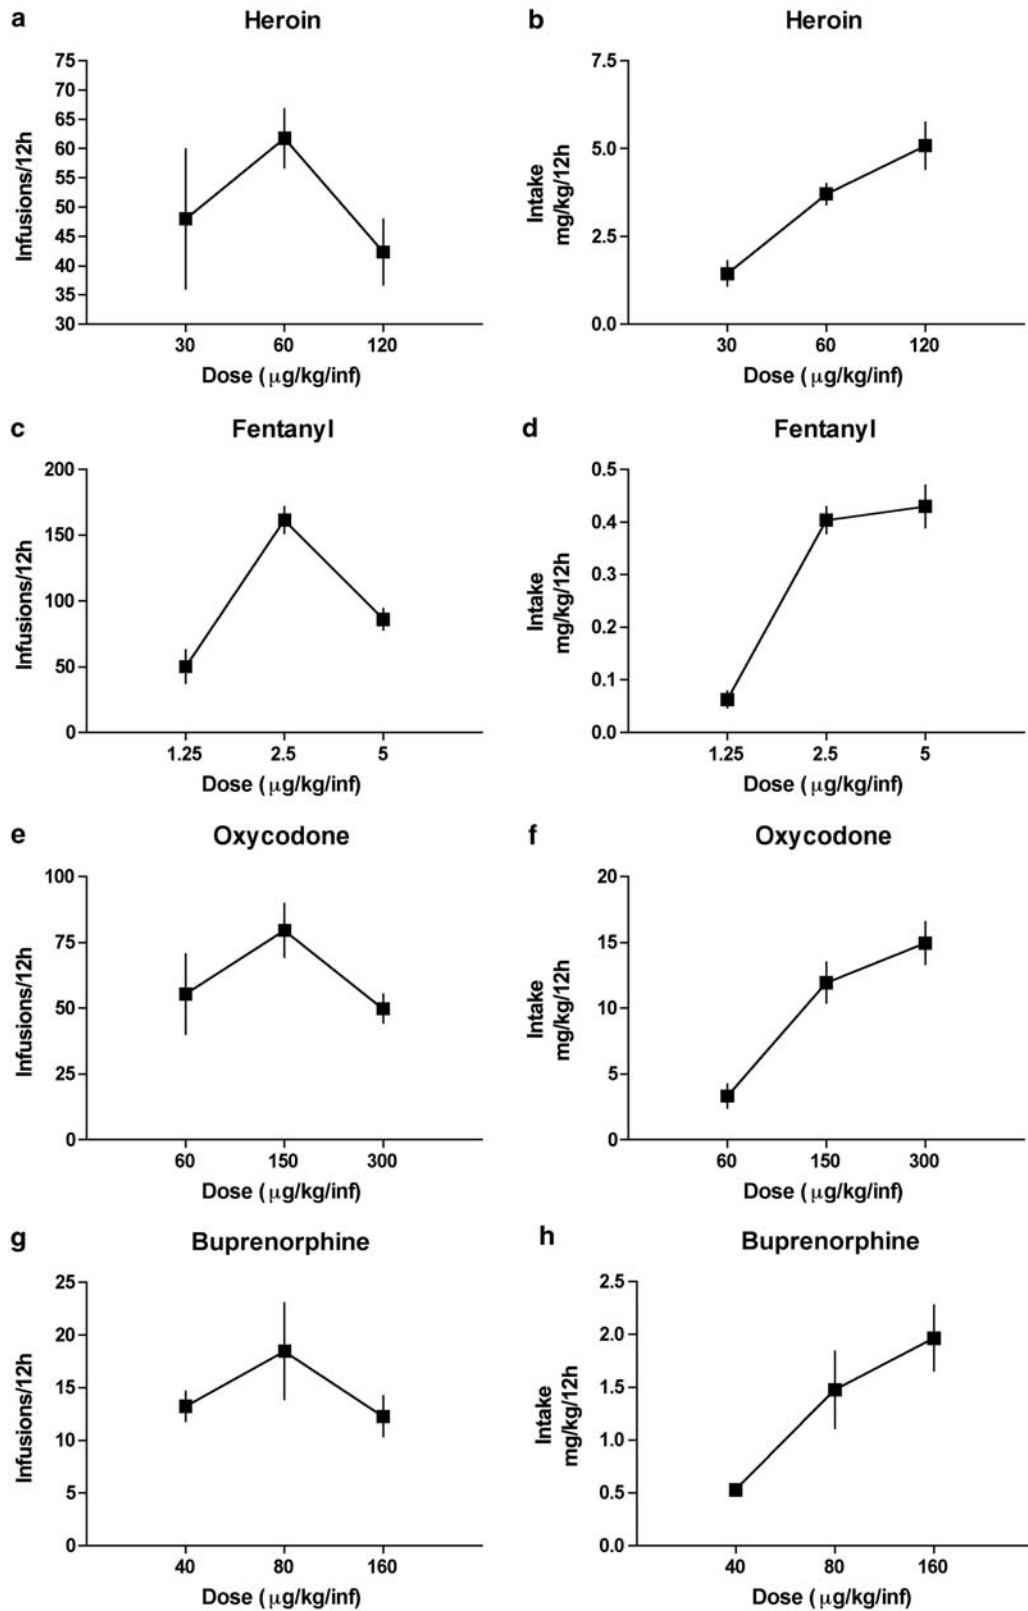 a
Heroin
75
70
65
60
55
50
45
40
35
30
Infusions/12h
30 60 120
Dose ( μg/kg/inf)
b
Heroin
7.5
5.0
2.5
0.0
Intake
mg/kg/12h
30 60 120
Dose (μg/kg/inf)
c
Fentanyl
200
150
100
50
0
Infusions/12h
1.25 2.5 5
Dose ( μg/kg/inf)
d
Fentanyl
0.5
0.4
0.3
0.2
0.1
0.0
Intake
mg/kg/12h
1.25 2.5 5
Dose ( μg/kg/inf)
e
Oxycodone
100
75
50
25
0
Infusions/12h
60 150 300
Dose ( μg/kg/inf)
f
Oxycodone
20
15
10
5
0
Intake
mg/kg/12h
60 150 300
Dose ( μg/kg/inf)
g
Buprenorphine
25
20
15
10
5
0
Infusions/12h
40 80 160
Dose ( μg/kg/inf)
h
Buprenorphine
2.5
2.0
1.5
1.0
0.5
0.0
Intake
mg/kg/12h
40 80 160
Dose ( μg/kg/inf)